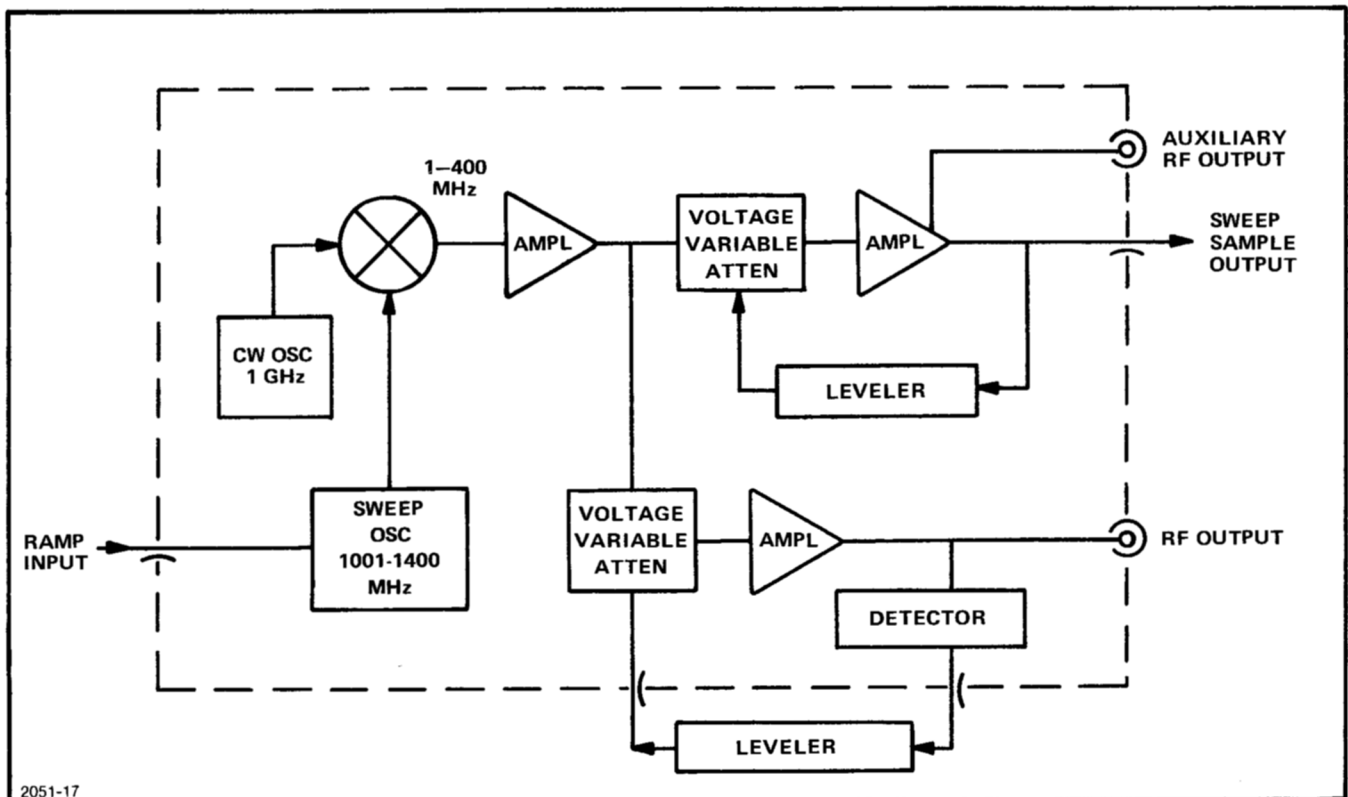 1–400
MHz
AUXILIARY
RF OUTPUT
AMPL
VOLTAGE
VARIABLE
ATTEN
AMPL
SWEEP
SAMPLE
OUTPUT
CW OSC
1 GHz
LEVELER
RAMP
INPUT
SWEEP
OSC
1001-1400
MHz
VOLTAGE
VARIABLE
ATTEN
AMPL
RF OUTPUT
DETECTOR
LEVELER
2051-17